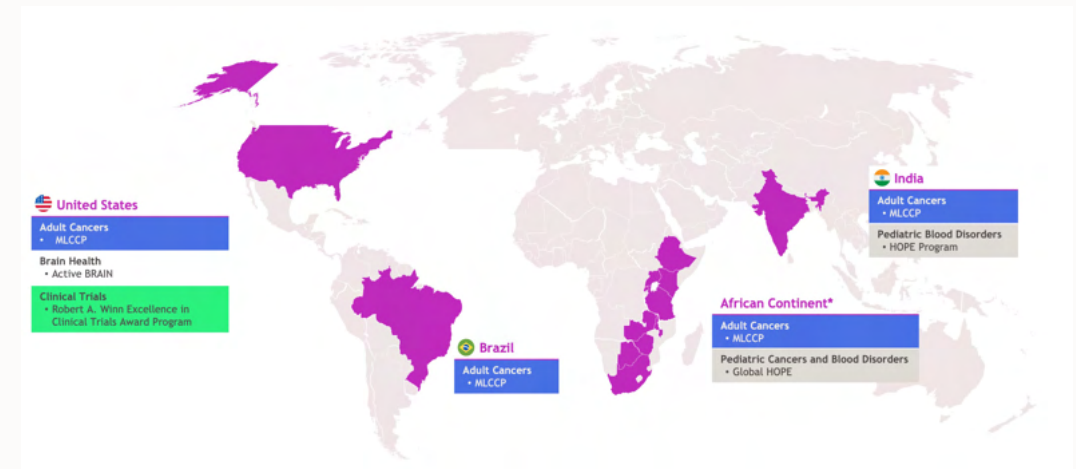 United States
Adult Cancers
• MLCCP
Brain Health
• Active BRAIN
Clinical Trials
• Robert A. Winn Excellence in
Clinical Trials Award Program
Brazil
Adult Cancers
• MLCCP
African Continent*
Adult Cancers
• MLCCP
Pediatric Cancers and Blood Disorders
• Global HOPE
India
Adult Cancers
• MLCCP
Pediatric Blood Disorders
• HOPE Program